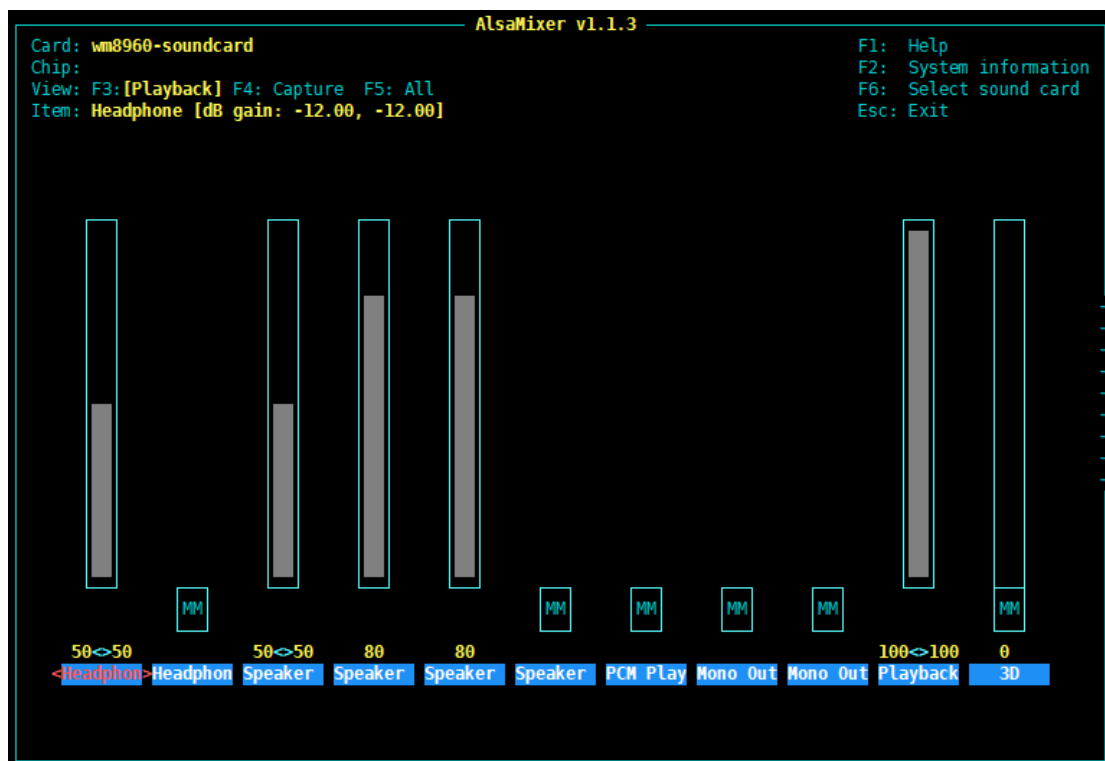 AlsaMixer v1.1.3
Card: wm8960-soundcard F1: Help
Chip: F2: System information
View: F3:[Playback] F4: Capture F5: All F6: Select sound card
Item: Headphone [dB gain: -12.00, -12.00] Esc: Exit
MM MM MM MM MM MM
50<>50 50<>50 80 80 100<>100 0
<Headphon>Headphon Speaker Speaker Speaker Speaker PCM Play Mono Out Mono Out Playback 3D